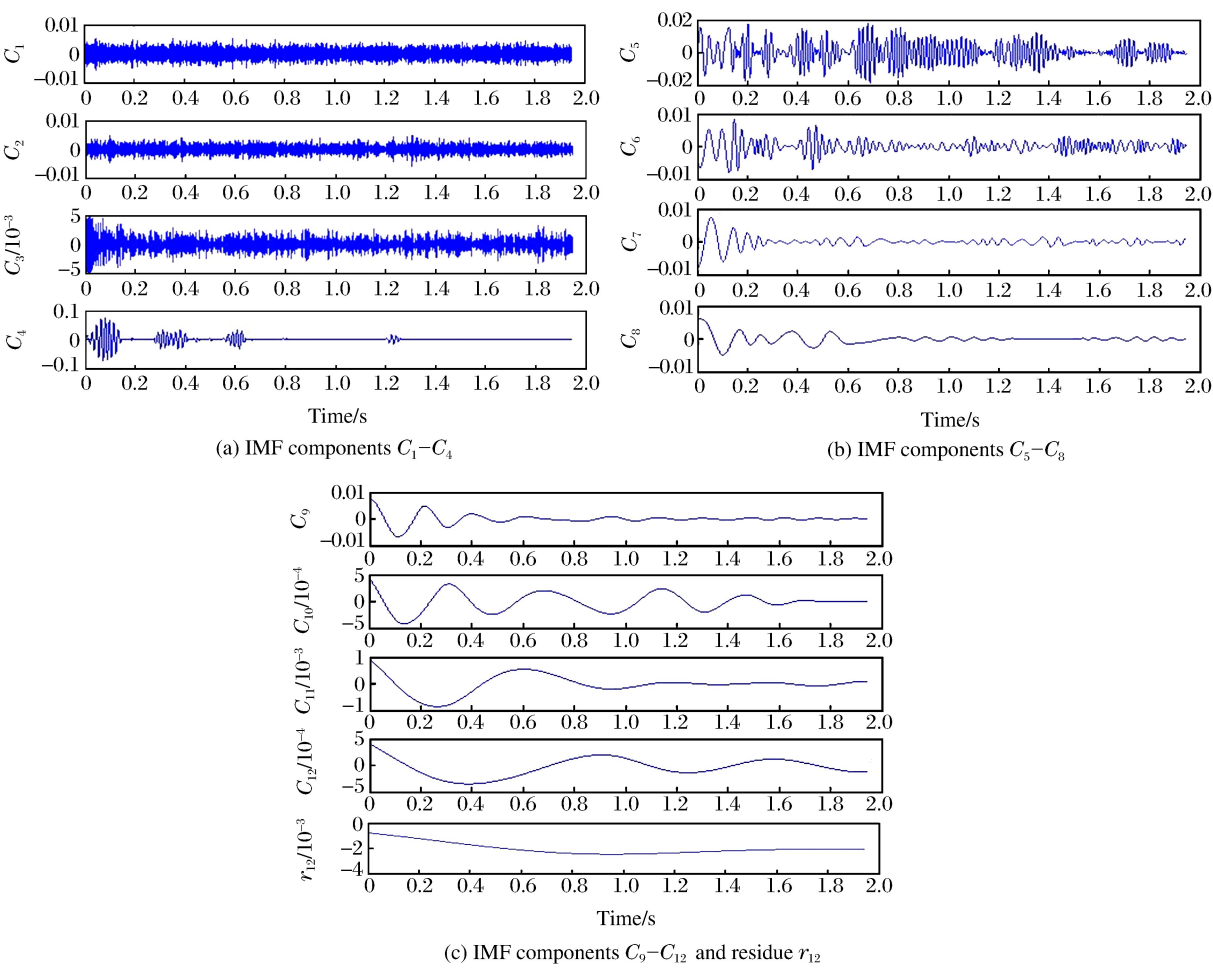 0.01
C₁
0
−0.01
0 0.2 0.4 0.6 0.8 1.0 1.2 1.4 1.6 1.8 2.0
0.01
C₂
0
−0.01
0 0.2 0.4 0.6 0.8 1.0 1.2 1.4 1.6 1.8 2.0
5
C₃/10⁻³
0
−5
0 0.2 0.4 0.6 0.8 1.0 1.2 1.4 1.6 1.8 2.0
0.1
C₄
0
−0.1
0 0.2 0.4 0.6 0.8 1.0 1.2 1.4 1.6 1.8 2.0
Time/s
(a) IMF components C₁−C₄
0.02
C₅
0
−0.02
0 0.2 0.4 0.6 0.8 1.0 1.2 1.4 1.6 1.8 2.0
0.01
C₆
0
−0.01
0 0.2 0.4 0.6 0.8 1.0 1.2 1.4 1.6 1.8 2.0
0.01
C₇
0
−0.01
0 0.2 0.4 0.6 0.8 1.0 1.2 1.4 1.6 1.8 2.0
0.01
C₈
0
−0.01
0 0.2 0.4 0.6 0.8 1.0 1.2 1.4 1.6 1.8 2.0
Time/s
(b) IMF components C₅−C₈
0.01
C₉
0
−0.01
0 0.2 0.4 0.6 0.8 1.0 1.2 1.4 1.6 1.8 2.0
5
C₁₀/10⁻⁴
0
−5
0 0.2 0.4 0.6 0.8 1.0 1.2 1.4 1.6 1.8 2.0
1
C₁₁/10⁻³
0
−1
0 0.2 0.4 0.6 0.8 1.0 1.2 1.4 1.6 1.8 2.0
5
C₁₂/10⁻⁴
0
−5
0 0.2 0.4 0.6 0.8 1.0 1.2 1.4 1.6 1.8 2.0
0
r₁₂/10⁻³
−2
−4
0 0.2 0.4 0.6 0.8 1.0 1.2 1.4 1.6 1.8 2.0
Time/s
(c) IMF components C₉−C₁₂ and residue r₁₂